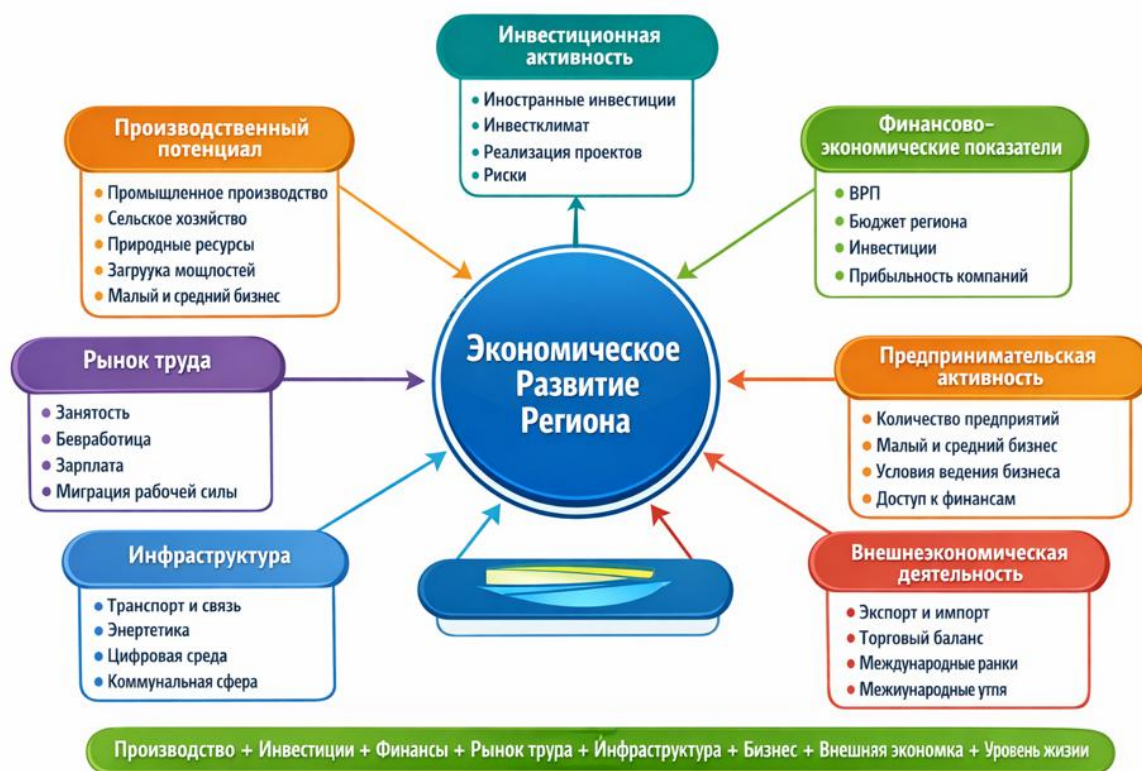 Инвестиционная
активность
• Иностранные инвестиции
• Инвестклимат
• Реализация проектов
• Риски
Производственный
потенциал
• Промышленное производство
• Сельское хозяйство
• Природные ресурсы
• Загруука мощлостей
• Малый и средний бизнес
Финансово-
экономические показатели
• ВРП
• Бюджет региона
• Инвестиции
• Прибыльность компаний
Экономическое
Развитие
Региона
Рынок труда
• Занятость
• Бевработица
• Зарплата
• Миграция рабочей силы
Предпринимательская
активность
• Количество предприятий
• Малый и средний бизнес
• Условия ведения бизнеса
• Доступ к финансам
Инфраструктура
• Транспорт и связь
• Энертетика
• Цифровая среда
• Коммунальная сфера
Внешнеэкономическая
деятельность
• Экспорт и импорт
• Торговый баланс
• Международные ранки
• Межиународные утпя
Производство + Инвестиции + Финансы + Рынок труда + Инфраструктура + Бизнес + Внешная экономка + Уровень жизни